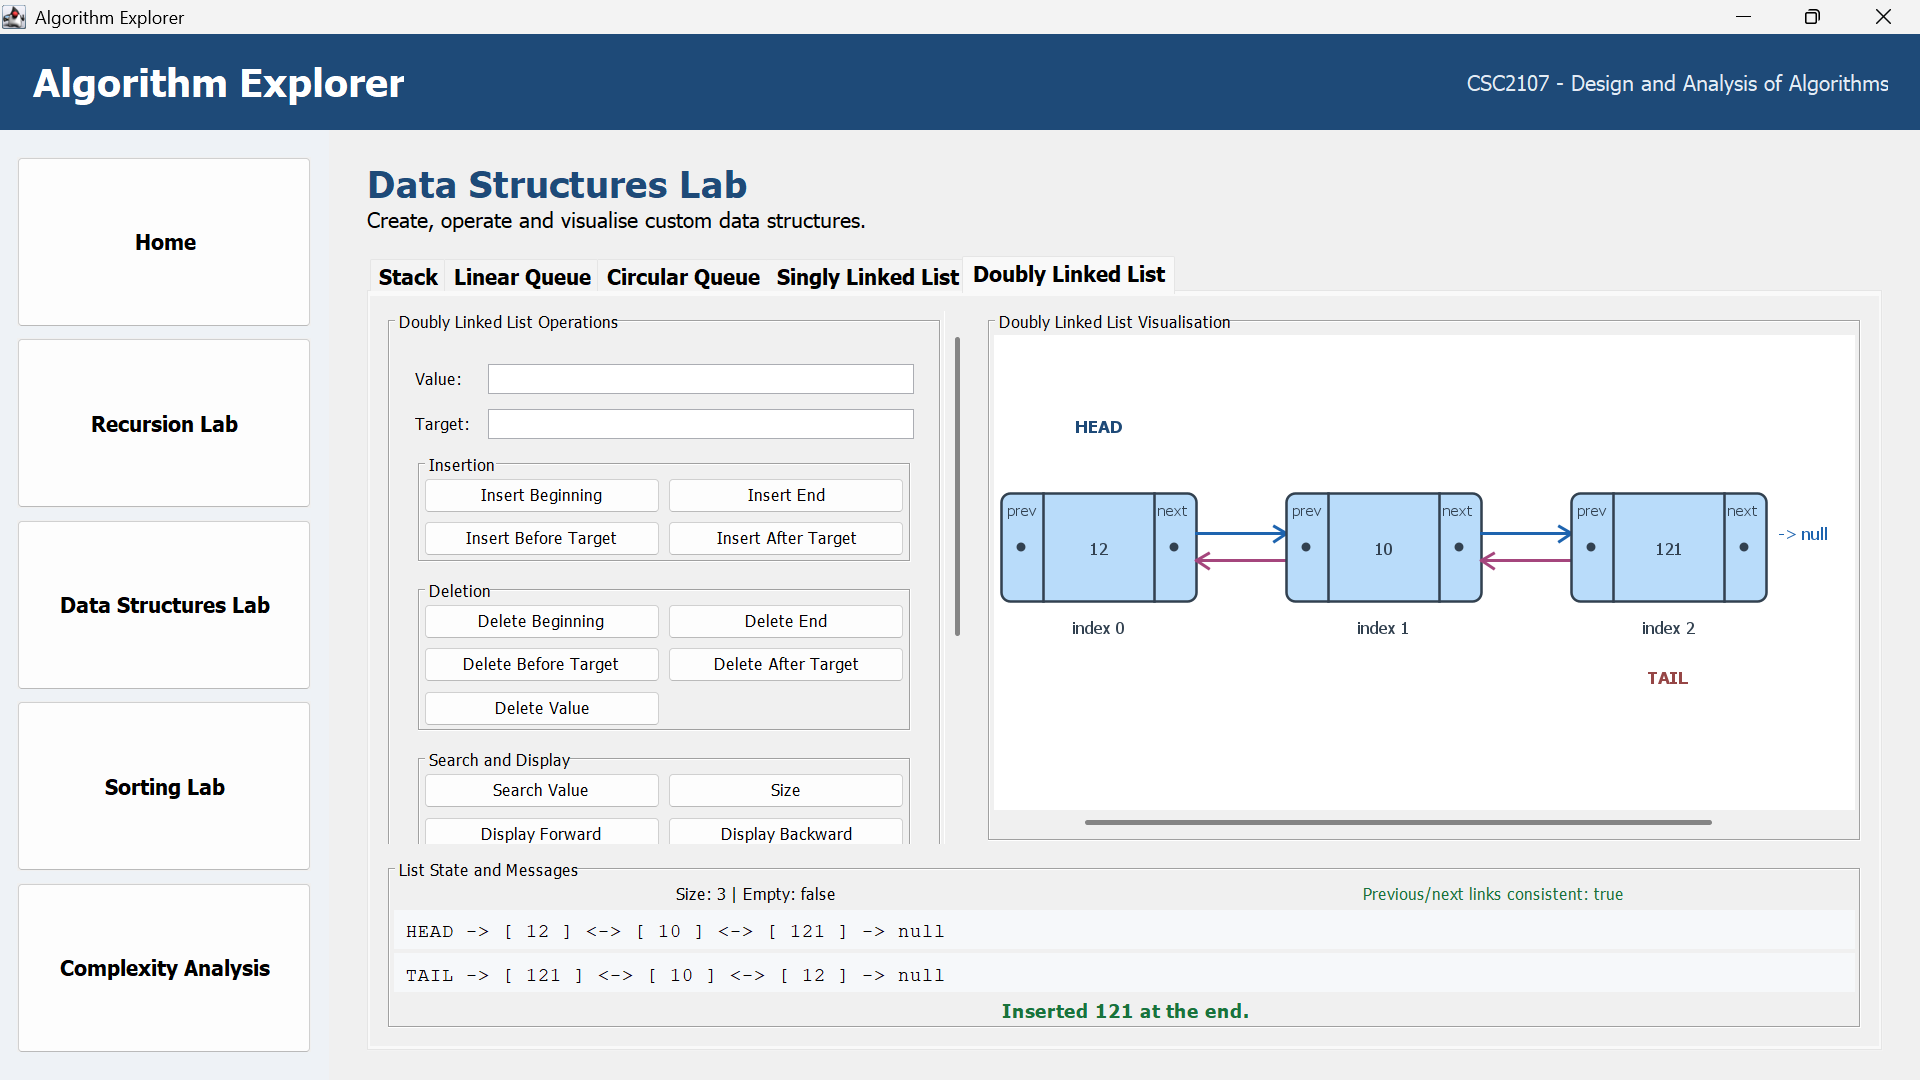 Algorithm Explorer
Algorithm Explorer
CSC2107 - Design and Analysis of Algorithms
Home
Recursion Lab
Data Structures Lab
Sorting Lab
Complexity Analysis
Data Structures Lab
Create, operate and visualise custom data structures.
Stack Linear Queue Circular Queue Singly Linked List Doubly Linked List
Doubly Linked List Operations
Value:
Target:
Insertion
Insert Beginning Insert End
Insert Before Target Insert After Target
Deletion
Delete Beginning Delete End
Delete Before Target Delete After Target
Delete Value
Search and Display
Search Value Size
Display Forward Display Backward
Doubly Linked List Visualisation
HEAD
prev next prev next prev next
12 10 121
-> null
index 0 index 1 index 2
TAIL
List State and Messages
Size: 3 | Empty: false
Previous/next links consistent: true
HEAD -> [ 12 ] <-> [ 10 ] <-> [ 121 ] -> null
TAIL -> [ 121 ] <-> [ 10 ] <-> [ 12 ] -> null
Inserted 121 at the end.